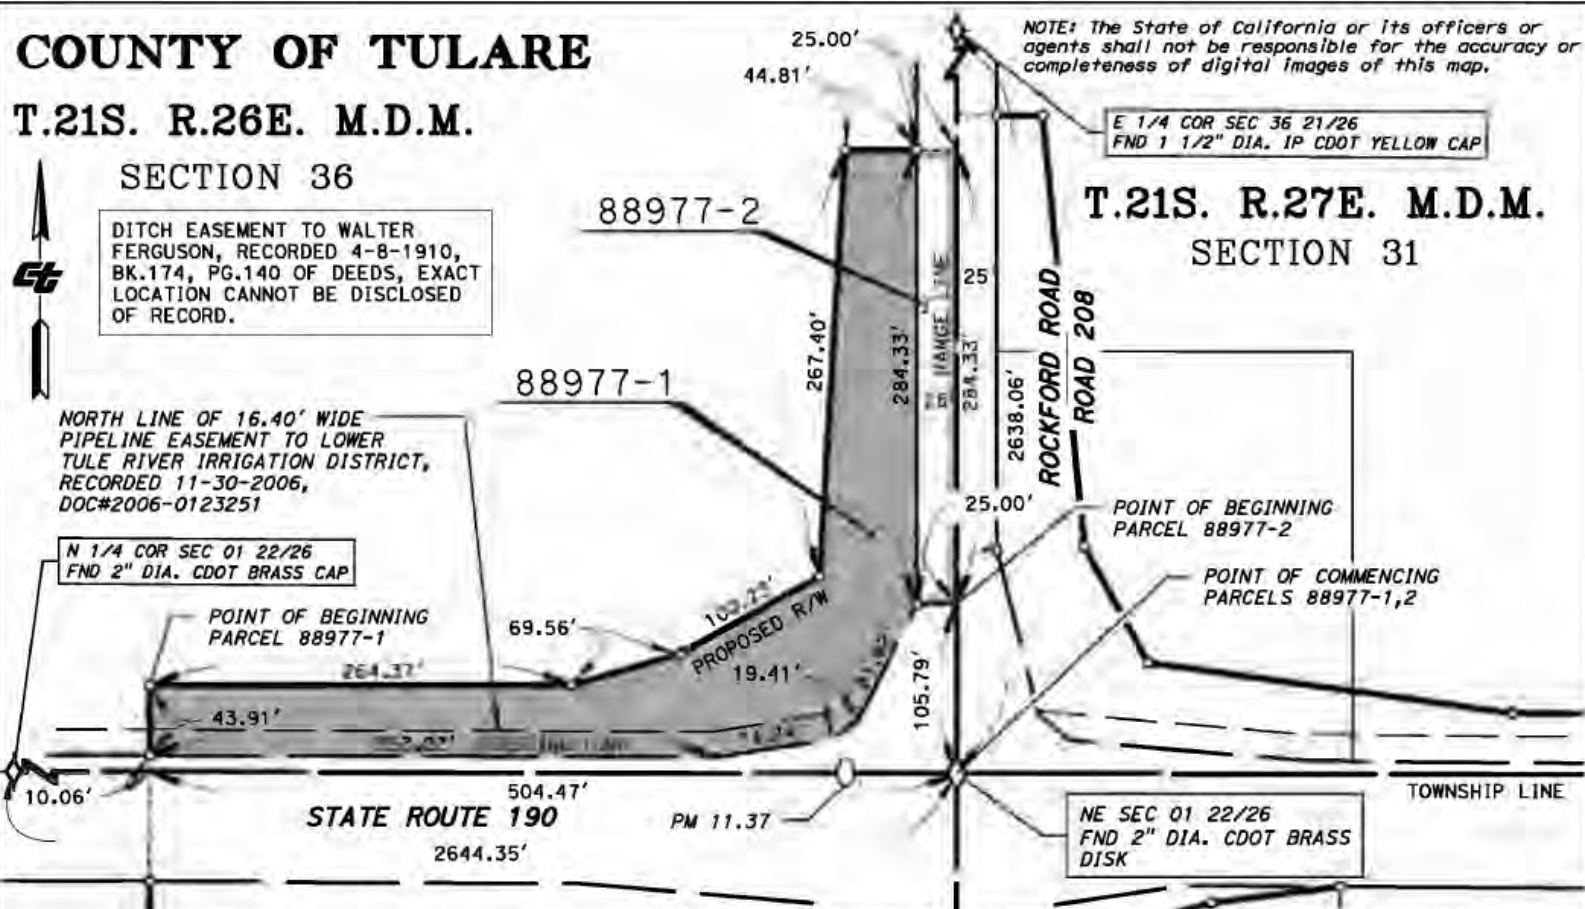 COUNTY OF TULARE
T.21S. R.26E. M.D.M.
SECTION 36
DITCH EASEMENT TO WALTER
FERGUSON, RECORDED 4-8-1910,
BK.174, PG.140 OF DEEDS, EXACT
LOCATION CANNOT BE DISCLOSED
OF RECORD.
Ct
NORTH LINE OF 16.40' WIDE
PIPELINE EASEMENT TO LOWER
TULE RIVER IRRIGATION DISTRICT,
RECORDED 11-30-2006,
DOC#2006-0123251
N 1/4 COR SEC 01 22/26
FND 2" DIA. CDOT BRASS CAP
POINT OF BEGINNING
PARCEL 88977-1
264.37'
43.91'
10.06'
504.47'
STATE ROUTE 190
2644.35'
PM 11.37
69.56'
PROPOSED R/W
19.41'
105.79'
88977-1
88977-2
25.00'
44.81'
267.40'
284.33'
RANGE LINE
284.33'
25'
2638.06'
ROCKFORD ROAD
ROAD 208
25.00'
NOTE: The State of California or its officers or
agents shall not be responsible for the accuracy or
completeness of digital images of this map.
E 1/4 COR SEC 36 21/26
FND 1 1/2" DIA. IP CDOT YELLOW CAP
T.21S. R.27E. M.D.M.
SECTION 31
POINT OF BEGINNING
PARCEL 88977-2
POINT OF COMMENCING
PARCELS 88977-1,2
TOWNSHIP LINE
NE SEC 01 22/26
FND 2" DIA. CDOT BRASS
DISK